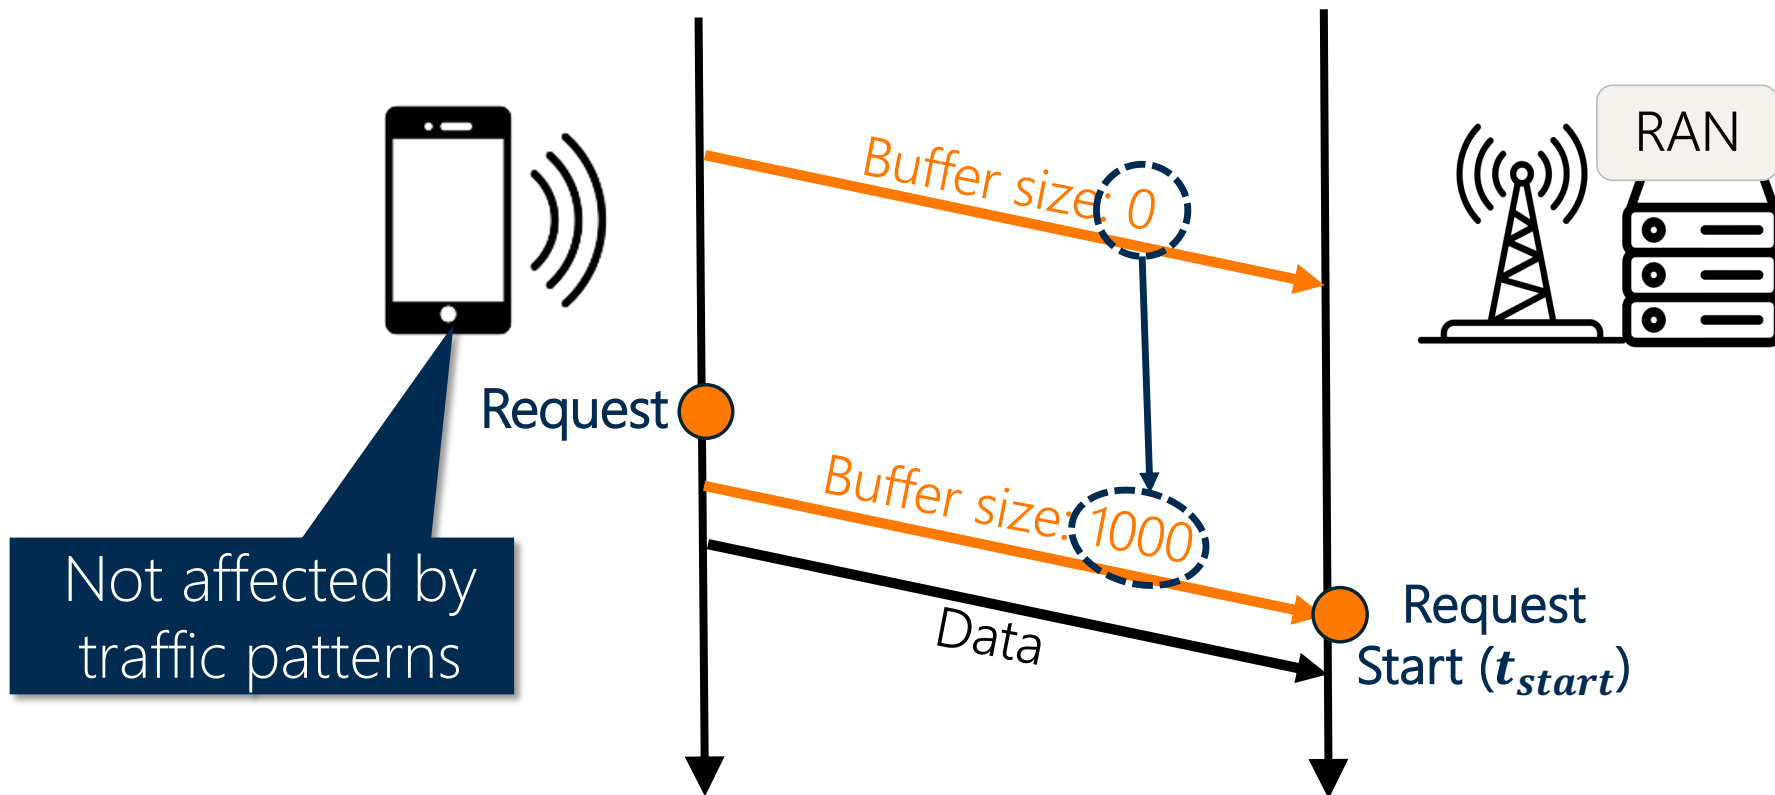 RAN
Buffer size: 0
Request
Buffer size: 1000
Not affected by
traffic patterns
Data
Request
Start (t_start)